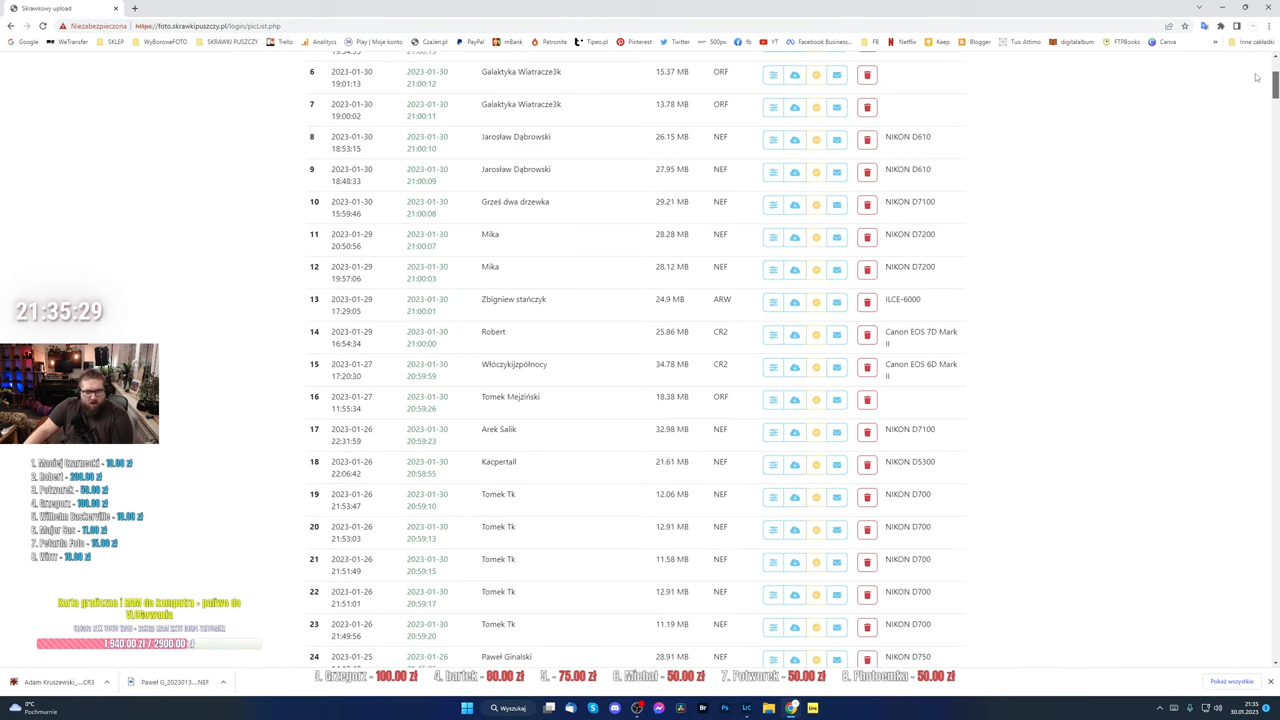 Skrawkowy upload
Niezabezpieczona https://foto.skrawkipuszczy.pl/login/picList.php
Google WeTransfer SKLEP WyBoroweFOTO SKRAWKI PUSZCZY Trello Analitycs Play | Moje konto CzaJen.pl PayPal mBank Patronite Tipeo.pl Pinterest Twitter 500px fb YT Facebook Business... FB Netflix Keep Blogger Tuo Attimo digitalalbum FTPBooks Canva » Inne zakładki
6 2023-01-30 2023-01-30 Galaktyka Wiatracze3k 15.37 MB ORF
19:01:13 21:00:12
7 2023-01-30 2023-01-30 Galaktyka Wiatracze3k 13.78 MB ORF
19:00:02 21:00:11
8 2023-01-30 2023-01-30 Jarosław Dąbrowski 26.15 MB NEF NIKON D610
18:53:15 21:00:10
9 2023-01-30 2023-01-30 Jarosław Dąbrowski 27.95 MB NEF NIKON D610
18:48:33 21:00:09
10 2023-01-30 2023-01-30 Grześ dwa drzewka 29.21 MB NEF NIKON D7100
15:59:46 21:00:08
11 2023-01-29 2023-01-30 Mika 28.28 MB NEF NIKON D7200
20:50:56 21:00:07
12 2023-01-29 2023-01-30 Mika 28.12 MB NEF NIKON D7200
19:57:06 21:00:03
13 2023-01-29 2023-01-30 Zbigniew stańczyk 24.9 MB ARW ILCE-6000
17:29:05 21:00:01
14 2023-01-29 2023-01-30 Robert 25.86 MB CR2 Canon EOS 7D Mark
16:54:34 21:00:00 II
15 2023-01-27 2023-01-30 Włóczykijzpółnocy 34.78 MB CR2 Canon EOS 6D Mark
17:20:30 20:59:59 II
16 2023-01-27 2023-01-30 Tomek Mejzański 18.38 MB ORF
11:55:34 20:59:26
17 2023-01-26 2023-01-30 Arek Salik 32.98 MB NEF NIKON D7100
22:31:59 20:59:23
18 2023-01-26 2023-01-30 Kacpertall 21.61 MB NEF NIKON D5300
22:06:42 20:58:55
19 2023-01-26 2023-01-30 Tomek Tk 12.06 MB NEF NIKON D700
21:53:47 20:59:10
20 2023-01-26 2023-01-30 Tomek Tk 12.91 MB NEF NIKON D700
21:53:03 20:59:13
21 2023-01-26 2023-01-30 Tomek Tk 11.58 MB NEF NIKON D700
21:51:49 20:59:15
22 2023-01-26 2023-01-30 Tomek Tk 12.91 MB NEF NIKON D700
21:51:01 20:59:17
23 2023-01-26 2023-01-30 Tomek Tk 11.19 MB NEF NIKON D700
21:49:56 20:59:20
24 2023-01-25 2023-01-26 Paweł Ginalski 28.91 MB NEF NIKON D750
21:35:29
1. Maciej Czarnecki - 10.00 zł
2. Robert - 200.00 zł
3. Potworek - 50.00 zł
4. Grzegorz - 100.00 zł
5. Wilhelm Baskerville - 10.00 zł
6. Major Sos - 11.00 zł
7. Petarda Foto - 15.00 zł
8. Wirr - 10.00 zł
Karta graficzna i RAM do komputra + paliwo do
VLOGowania
1,940.00 zł / 2900.00 zł
3. Grzegorz - 100.00 zł 4. bartek - 80.00 zł 5. - 75.00 zł 6. Michał - 50.00 zł 7. Potworek - 50.00 zł 8. Photosmka - 50.00 zł
Adam Kruszewski_....CR3 Paweł G_2023013....NEF Pokaż wszystkie
0°C
Pochmurnie
Wyszukaj
21:35
30.01.2023